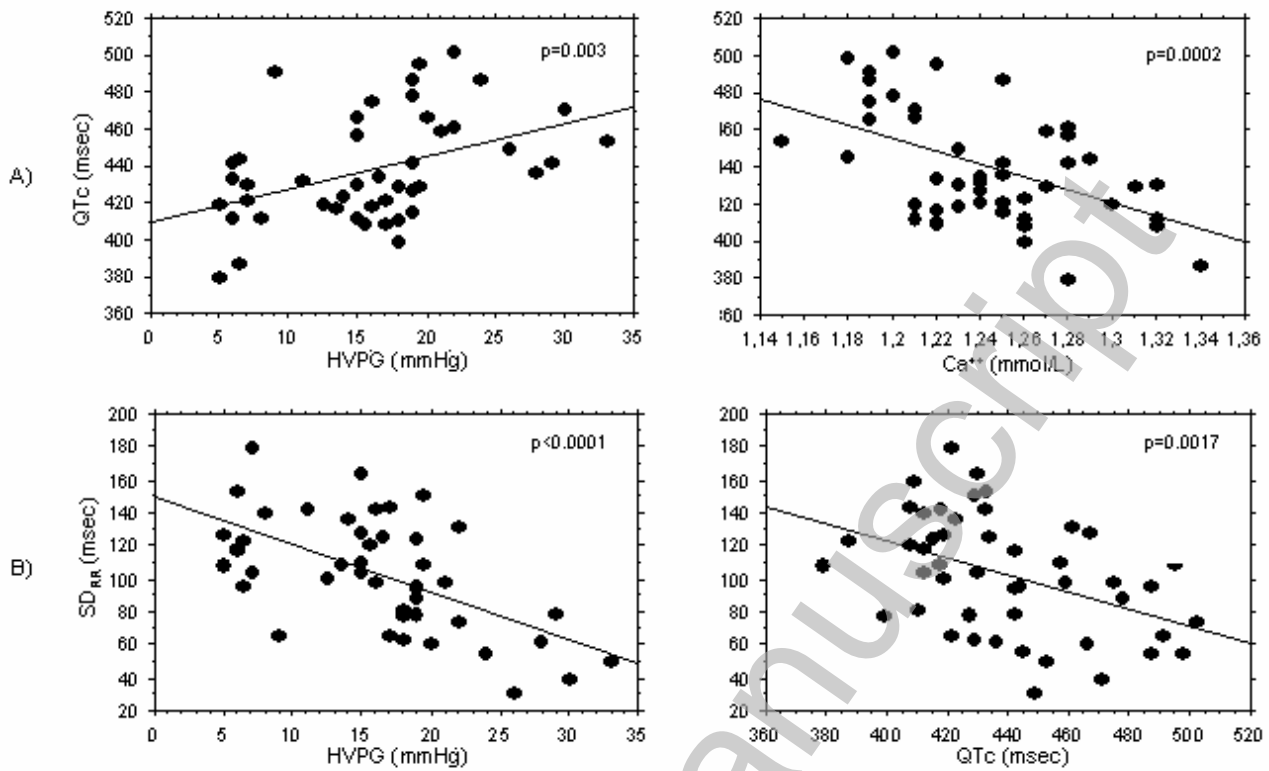 A)
520
500
480
460
440
420
400
380
360
QTc (msec)
p=0.003
0 5 10 15 20 25 30 35
HVPG (mmHg)
520
500
480
460
440
420
400
380
:60
p=0.0002
1,14 1,16 1,18 1,2 1,22 1,24 1,26 1,28 1,3 1,32 1,34 1,36
Ca⁺⁺ (mmol/L)
B)
200
180
160
140
120
100
80
60
40
20
SD_RR (msec)
p<0.0001
0 5 10 15 20 25 30 35
HVPG (mmHg)
200
180
160
140
120
100
80
60
40
20
p=0.0017
360 380 400 420 440 460 480 500 520
QTc (msec)
anuscript